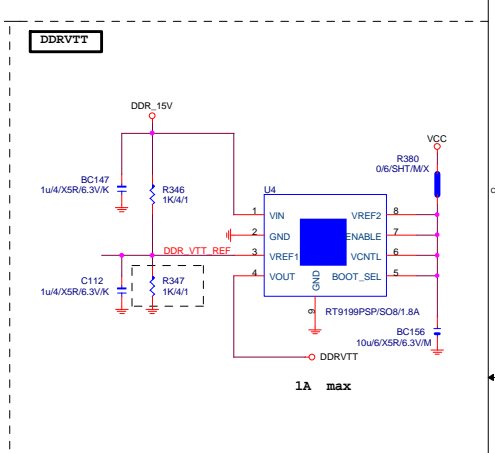 DDRVTT
DDR_15V
VCC
R380
0/6/SHT/M/X
BC147
1u/4/X5R/6.3V/K
R346
1K/4/1
U4
1
VIN
VREF2
8
2
GND
ENABLE
7
DDR_VTT_REF
3
VREF1
VCNTL
6
4
VOUT
BOOT_SEL
5
GND
9
C112
1u/4/X5R/6.3V/K
R347
1K/4/1
RT9199PSP/SO8/1.8A
BC156
10u/6/X5R/6.3V/M
DDRVTT
1A max